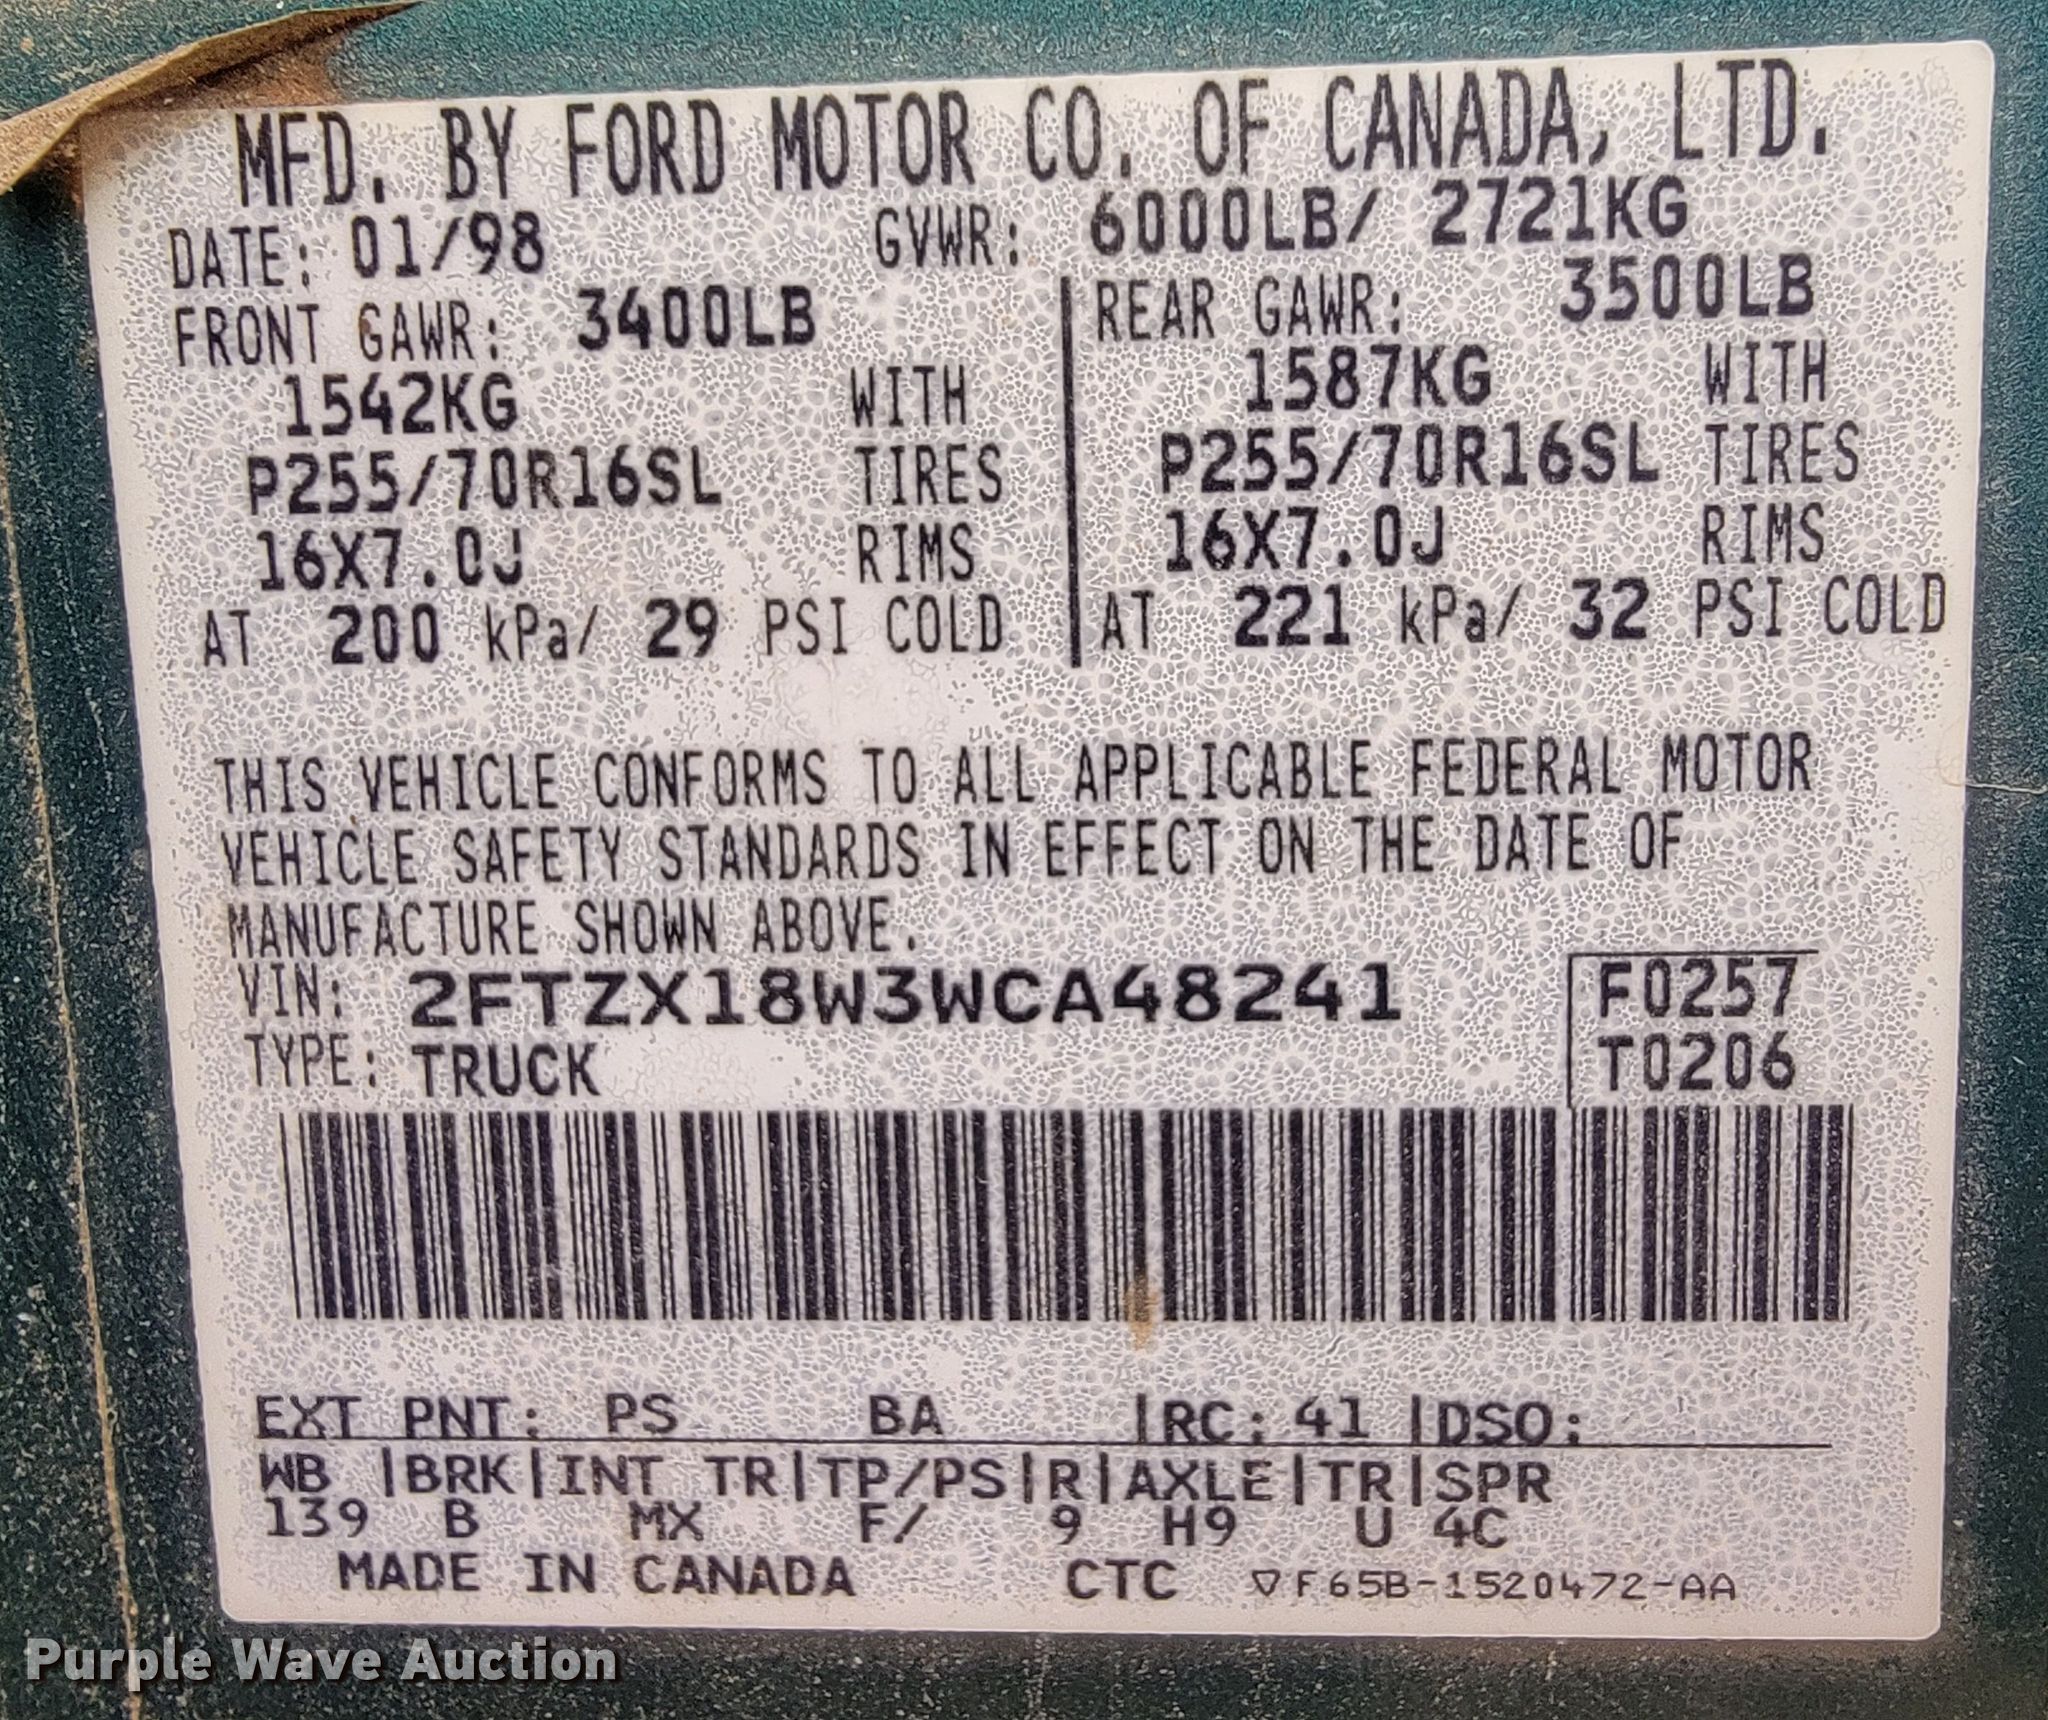 MFD. BY FORD MOTOR CO. OF CANADA, LTD.
DATE: 01/98 GVWR: 6000LB/ 2721KG
FRONT GAWR: 3400LB REAR GAWR: 3500LB
1542KG WITH 1587KG WITH
P255/70R16SL TIRES P255/70R16SL TIRES
16X7.0J RIMS 16X7.0J RIMS
AT 200 kPa/ 29 PSI COLD AT 221 kPa/ 32 PSI COLD
THIS VEHICLE CONFORMS TO ALL APPLICABLE FEDERAL MOTOR
VEHICLE SAFETY STANDARDS IN EFFECT ON THE DATE OF
MANUFACTURE SHOWN ABOVE.
VIN: 2FTZX18W3WCA48241 F0257
TYPE: TRUCK T0206
EXT PNT: PS BA |RC: 41 |DSO:
WB |BRK|INT TR|TP/PS|R|AXLE|TR|SPR
139 B MX F/ 9 H9 U 4C
MADE IN CANADA CTC ▽F65B-1520472-AA
Purple Wave Auction